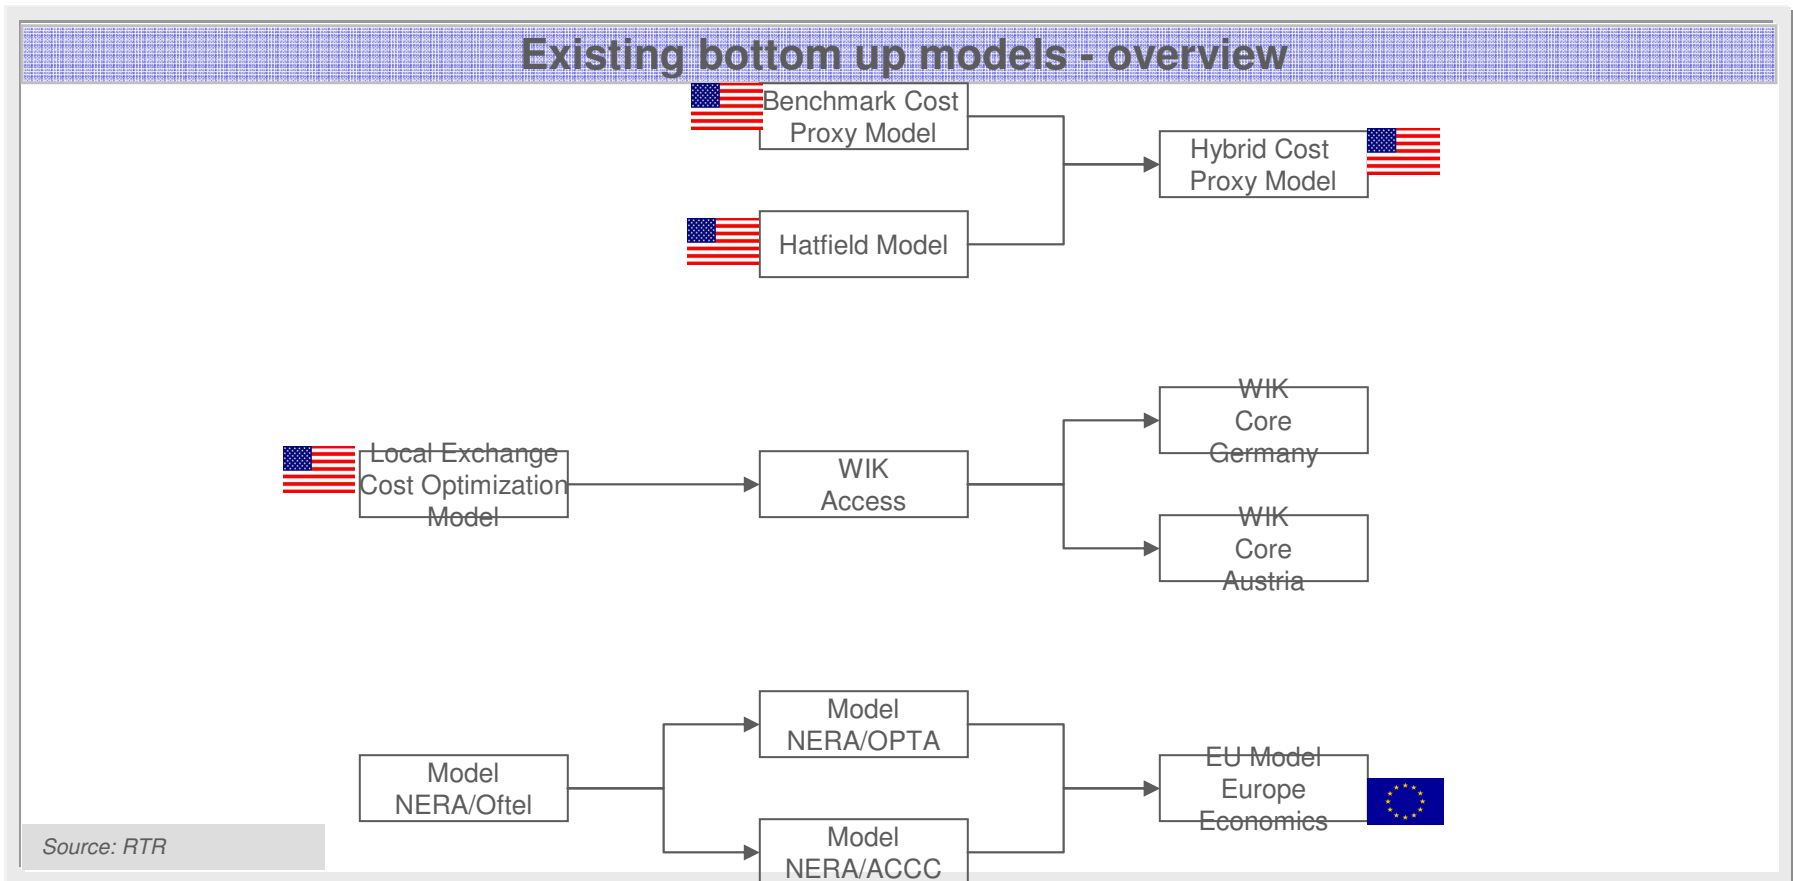 Existing bottom up models - overview
Benchmark Cost
Proxy Model
Hybrid Cost
Proxy Model
Hatfield Model
Local Exchange
Cost Optimization
Model
WIK
Access
WIK
Core
Germany
WIK
Core
Austria
Model
NERA/Oftel
Model
NERA/OPTA
Model
NERA/ACCC
EU Model
Europe
Economics
Source: RTR